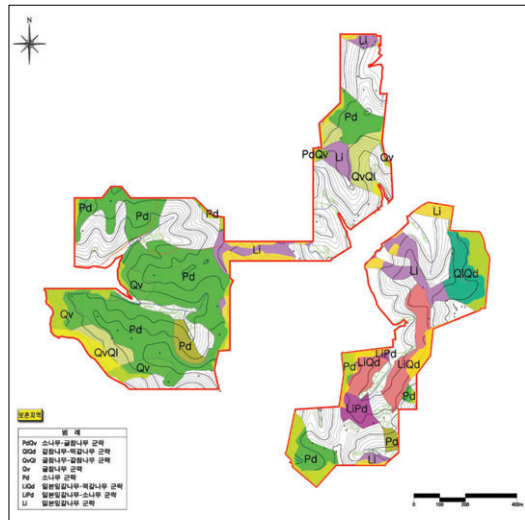 N
Li
Pd
PdQv
Li
Qv
QvQl
Pd
Pd
Pd
Li
Li
Li
QlQd
Qv
Pd
Qv
Pd
Pd
QvQl
Qv
LiPd
Pd
LiQd
LiQd
LiPd
Pd
Pd
Pd
Li
보존지역
범 례
PdQv 소나무-굴참나무 군락
QlQd 갈참나무-떡갈나무 군락
QvQl 굴참나무-갈참나무 군락
Qv 굴참나무 군락
Pd 소나무 군락
LiQd 일본잎갈나무-떡갈나무 군락
LiPd 일본잎갈나무-소나무 군락
Li 일본잎갈나무 군락
0 100 200 400m